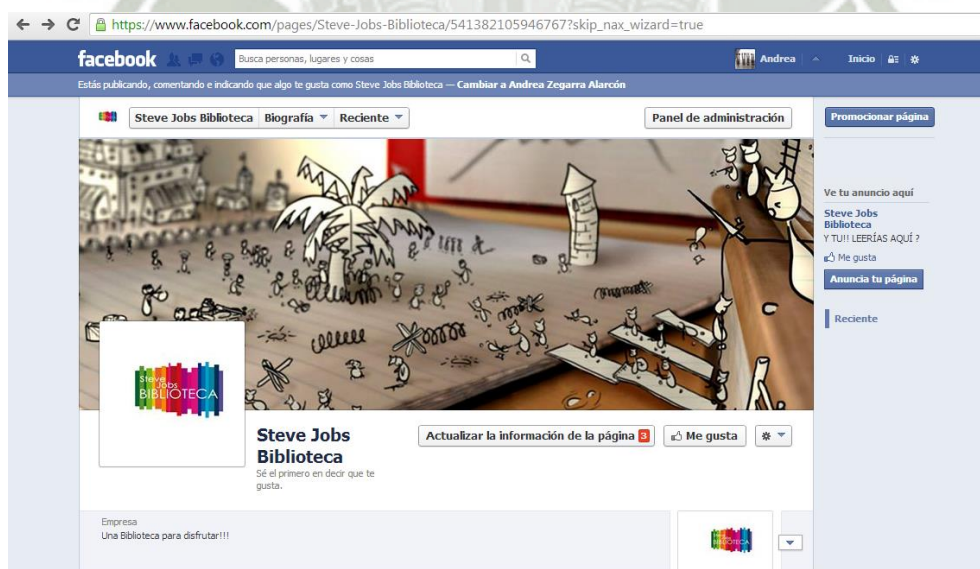 https://www.facebook.com/pages/Steve-Jobs-Biblioteca/541382105946767?skip_nax_wizard=true
facebook
Busca personas, lugares y cosas
Andrea
Inicio
Estás publicando, comentando e indicando que algo te gusta como Steve Jobs Biblioteca — Cambiar a Andrea Zegarra Alarcón
Steve Jobs Biblioteca
Biografía
Reciente
Panel de administración
Promocionar página
Ve tu anuncio aquí
Steve Jobs
Biblioteca
Y TU!! LEERÍAS AQUÍ ?
Me gusta
Anuncia tu página
Reciente
Steve
Jobs
BIBLIOTECA
Steve Jobs
Biblioteca
Sé el primero en decir que te
gusta.
Actualizar la información de la página 3
Me gusta
Empresa
Una Biblioteca para disfrutar!!!
BIBLIOTECA